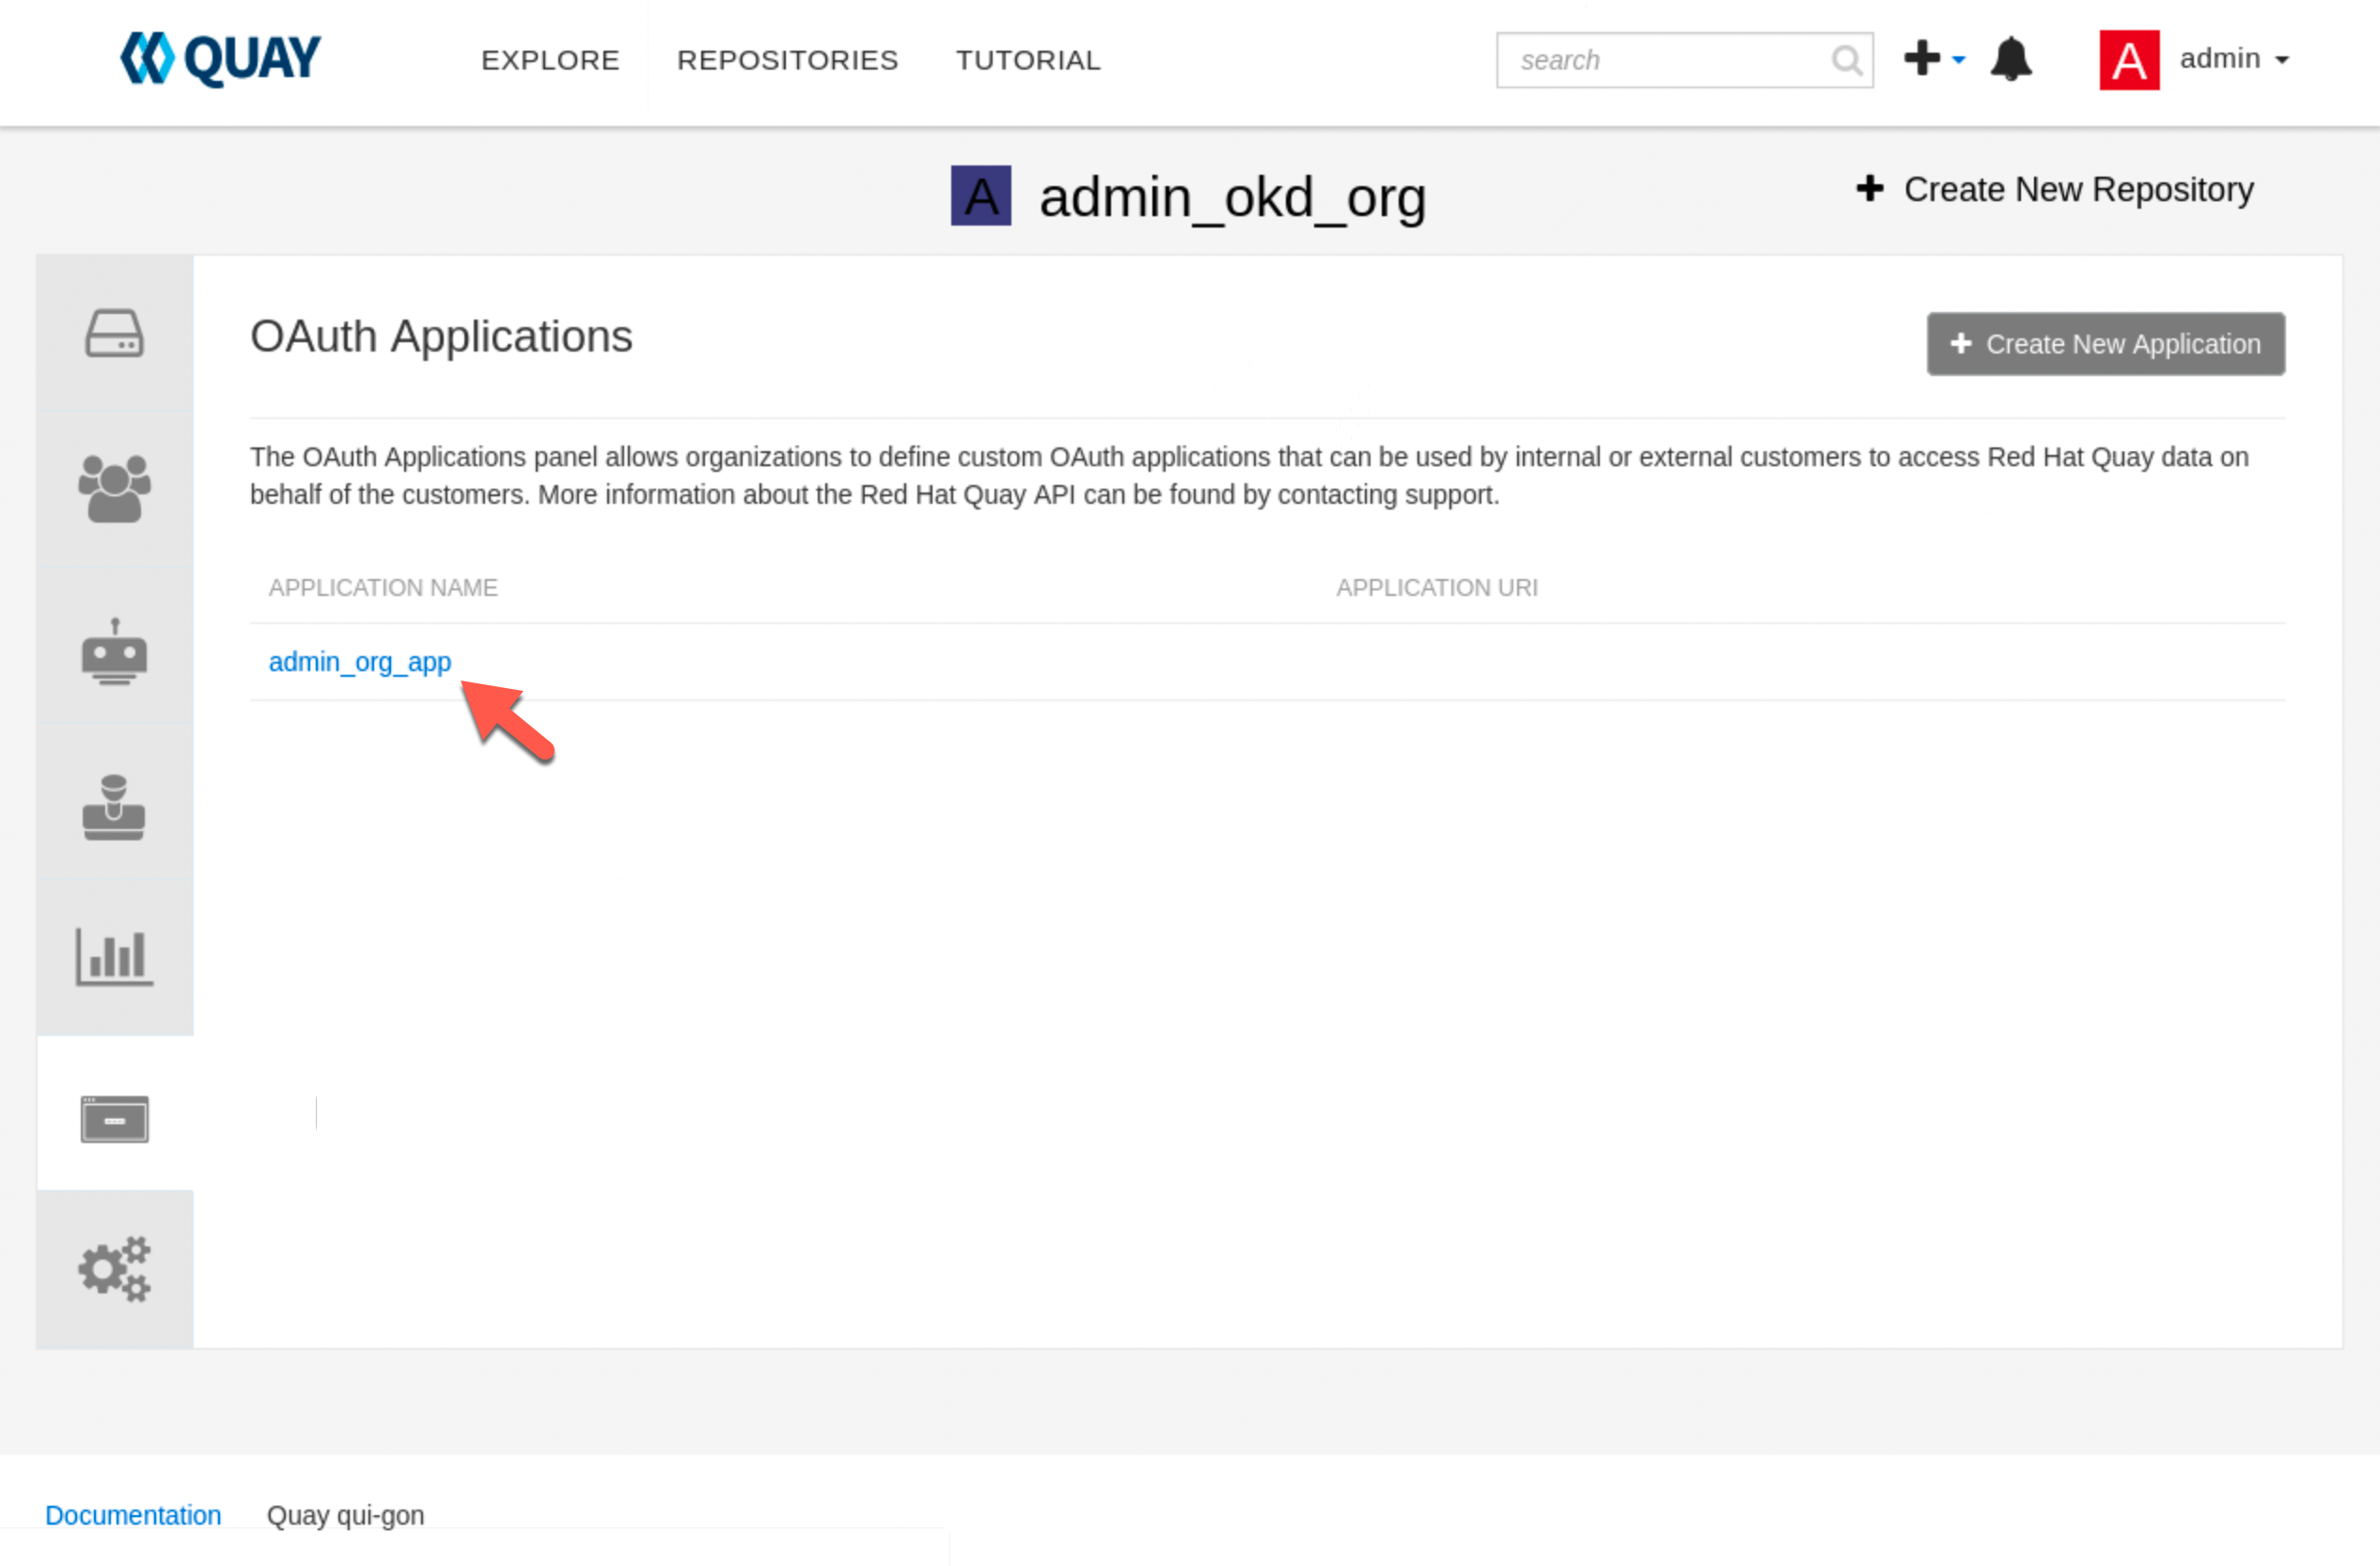 QUAY EXPLORE REPOSITORIES TUTORIAL search A admin
A admin_okd_org Create New Repository
OAuth Applications Create New Application
The OAuth Applications panel allows organizations to define custom OAuth applications that can be used by internal or external customers to access Red Hat Quay data on
behalf of the customers. More information about the Red Hat Quay API can be found by contacting support.
APPLICATION NAME APPLICATION URI
admin_org_app
Documentation Quay qui-gon